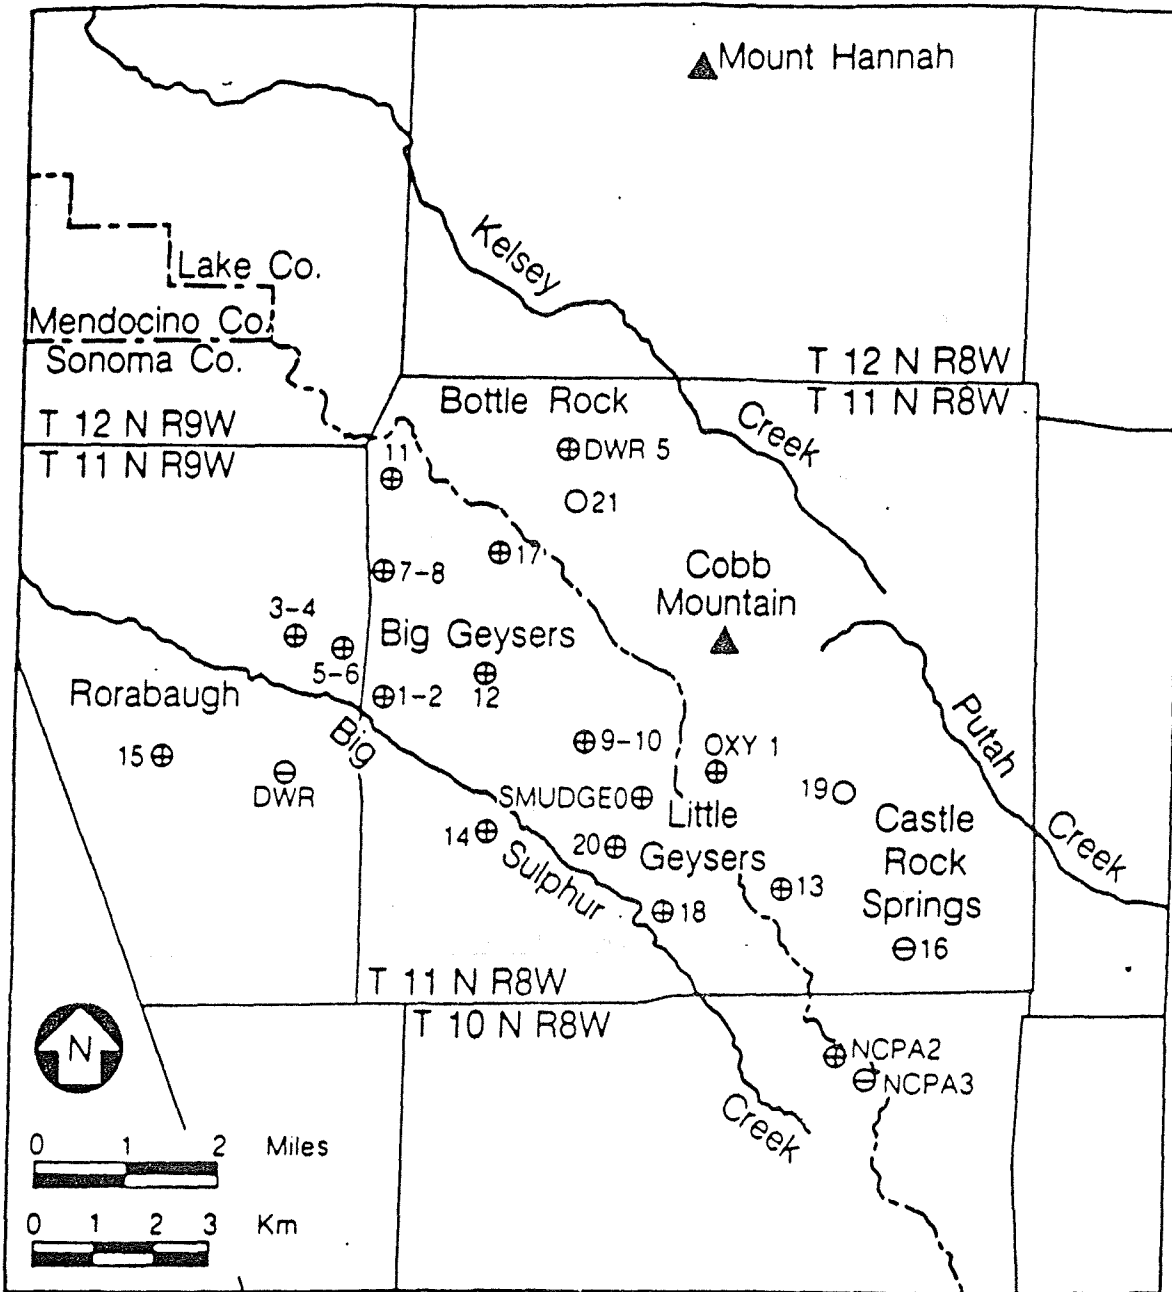 Mount Hannah
Kelsey
Lake Co.
Mendocino Co.
Sonoma Co.
T 12 N R8W
T 11 N R8W
Bottle Rock
T 12 N R9W
T 11 N R9W
Creek
11
DWR 5
21
17
7-8
Cobb
Mountain
3-4
Big Geysers
5-6
Rorabaugh
1-2
12
Putah
Big
15
9-10
OXY 1
DWR
SMUDGE0
19
Little
Castle
14
20
Geysers
Rock
Creek
Sulphur
13
Springs
18
16
T 11 N R8W
T 10 N R8W
N
NCPA2
NCPA3
Creek
0 1 2 Miles
0 1 2 3 Km